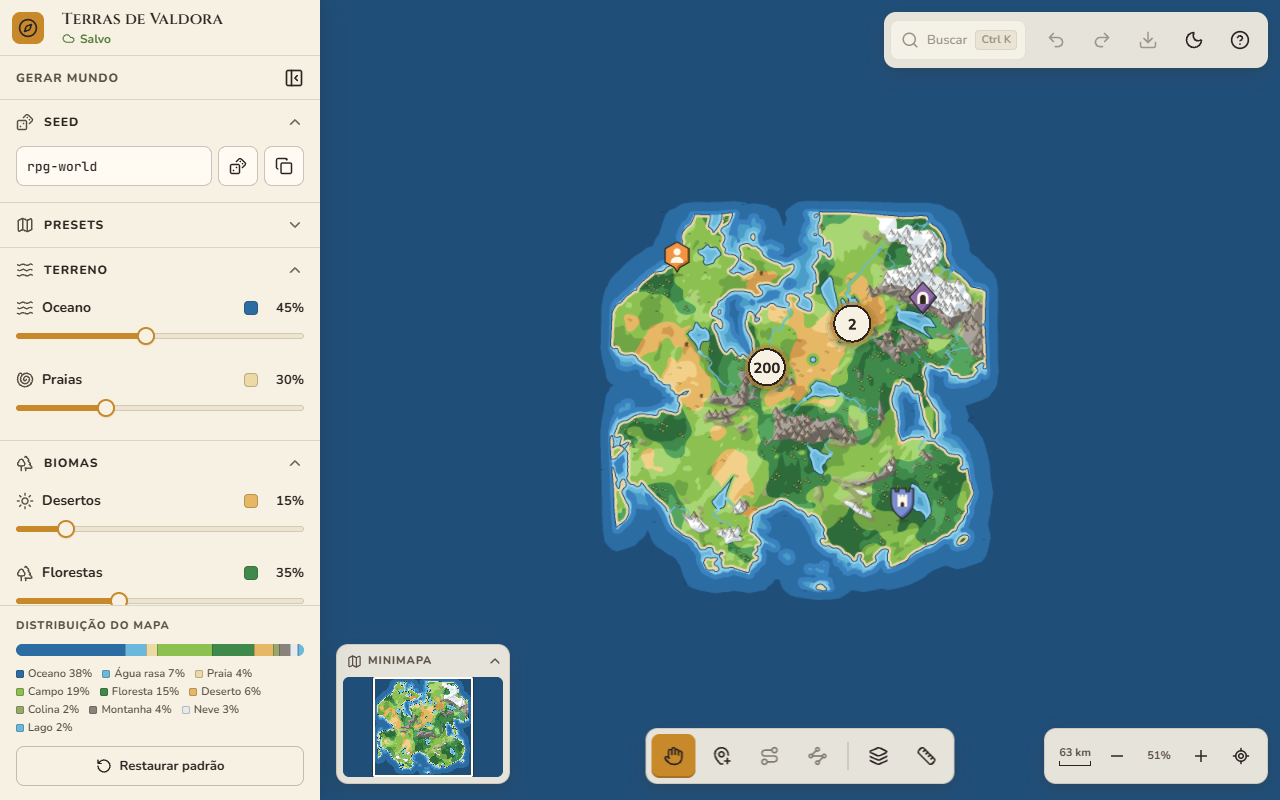 Terras de Valdora
Salvo
GERAR MUNDO
SEED
rpg-world
PRESETS
TERRENO
Oceano 45%
Praias 30%
BIOMAS
Desertos 15%
Florestas 35%
DISTRIBUIÇÃO DO MAPA
Oceano 38% Água rasa 7% Praia 4%
Campo 19% Floresta 15% Deserto 6%
Colina 2% Montanha 4% Neve 3%
Lago 2%
Restaurar padrão
Buscar Ctrl K
2
200
MINIMAPA
63 km
51%